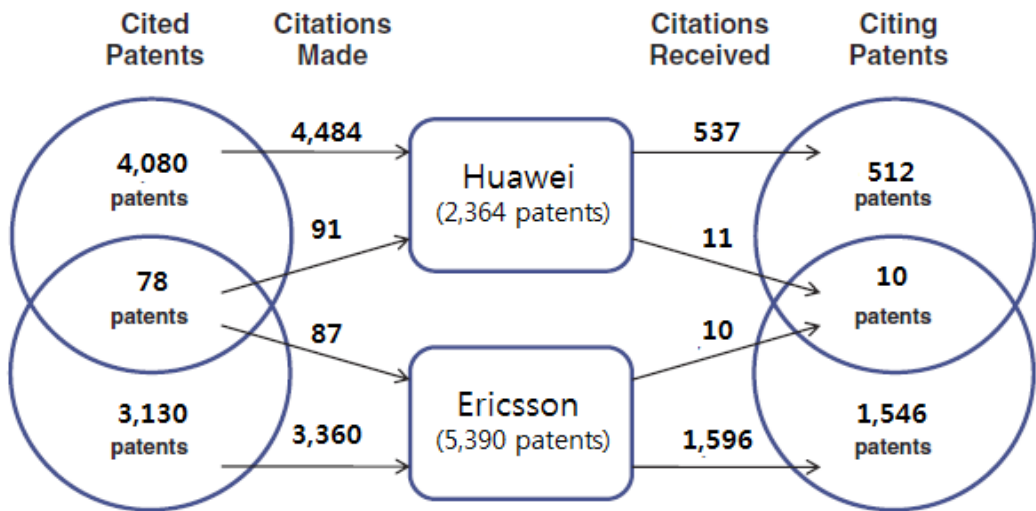 Cited Patents
Citations Made
Citations Received
Citing Patents
4,080 patents
4,484
Huawei
(2,364 patents)
537
512 patents
91
11
78 patents
10 patents
87
10
3,130 patents
3,360
Ericsson
(5,390 patents)
1,596
1,546 patents